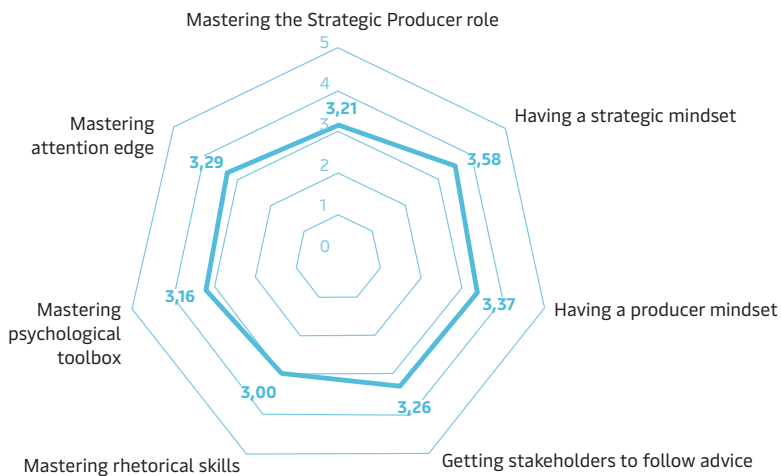 Mastering the Strategic Producer role
5
4
3,21
3
2
1
0
Having a strategic mindset
3,58
Having a producer mindset
3,37
Getting stakeholders to follow advice
3,26
Mastering rhetorical skills
3,00
Mastering
psychological
toolbox
3,16
Mastering
attention edge
3,29